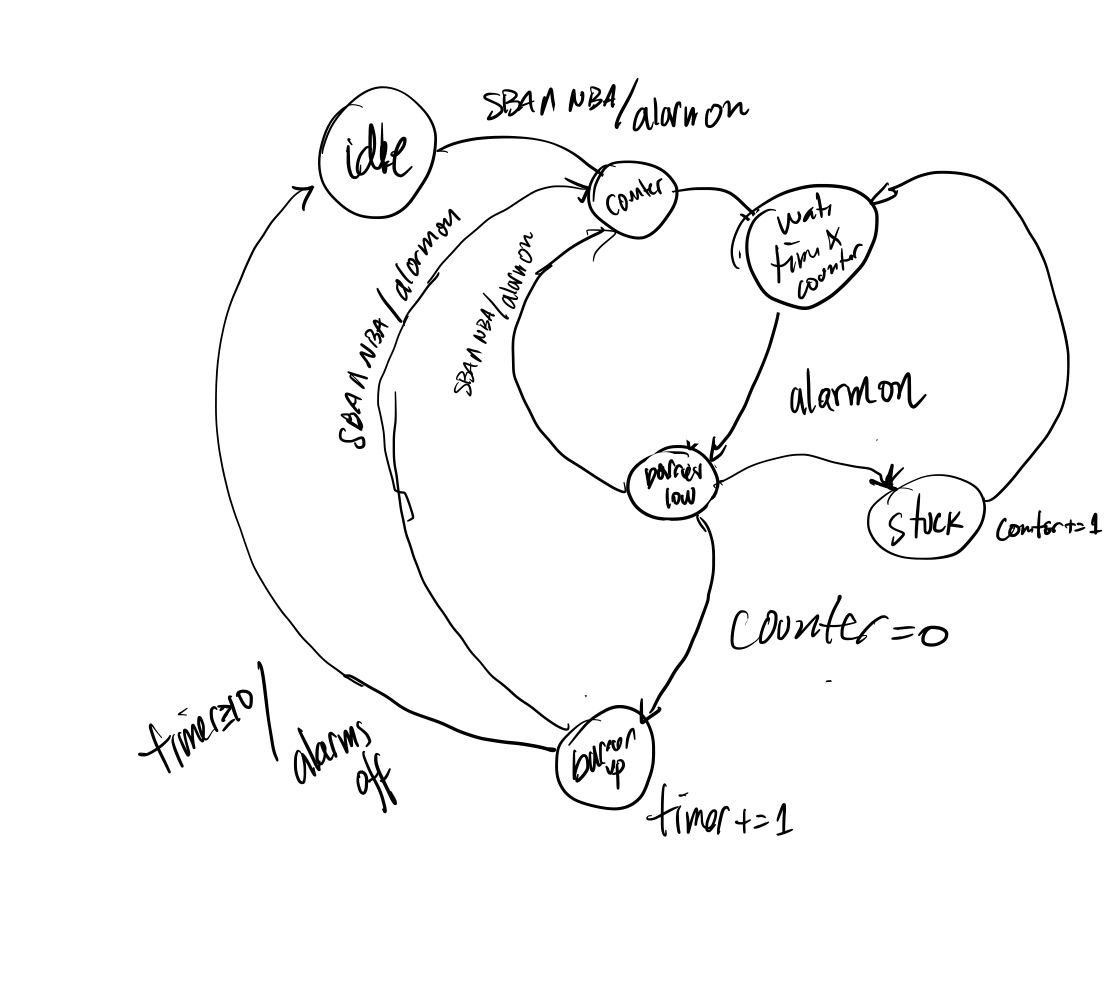 SBA ∧ NBA/alarm on
idle
counter
wait
time x
counter
SBA ∧ NBA/alarm on
SBA ∧ NBA/alarm on
alarm on
barrier
low
stuck
counter+=1
counter=0
timer≥10/
alarms
off
barrier
up
timer+=1